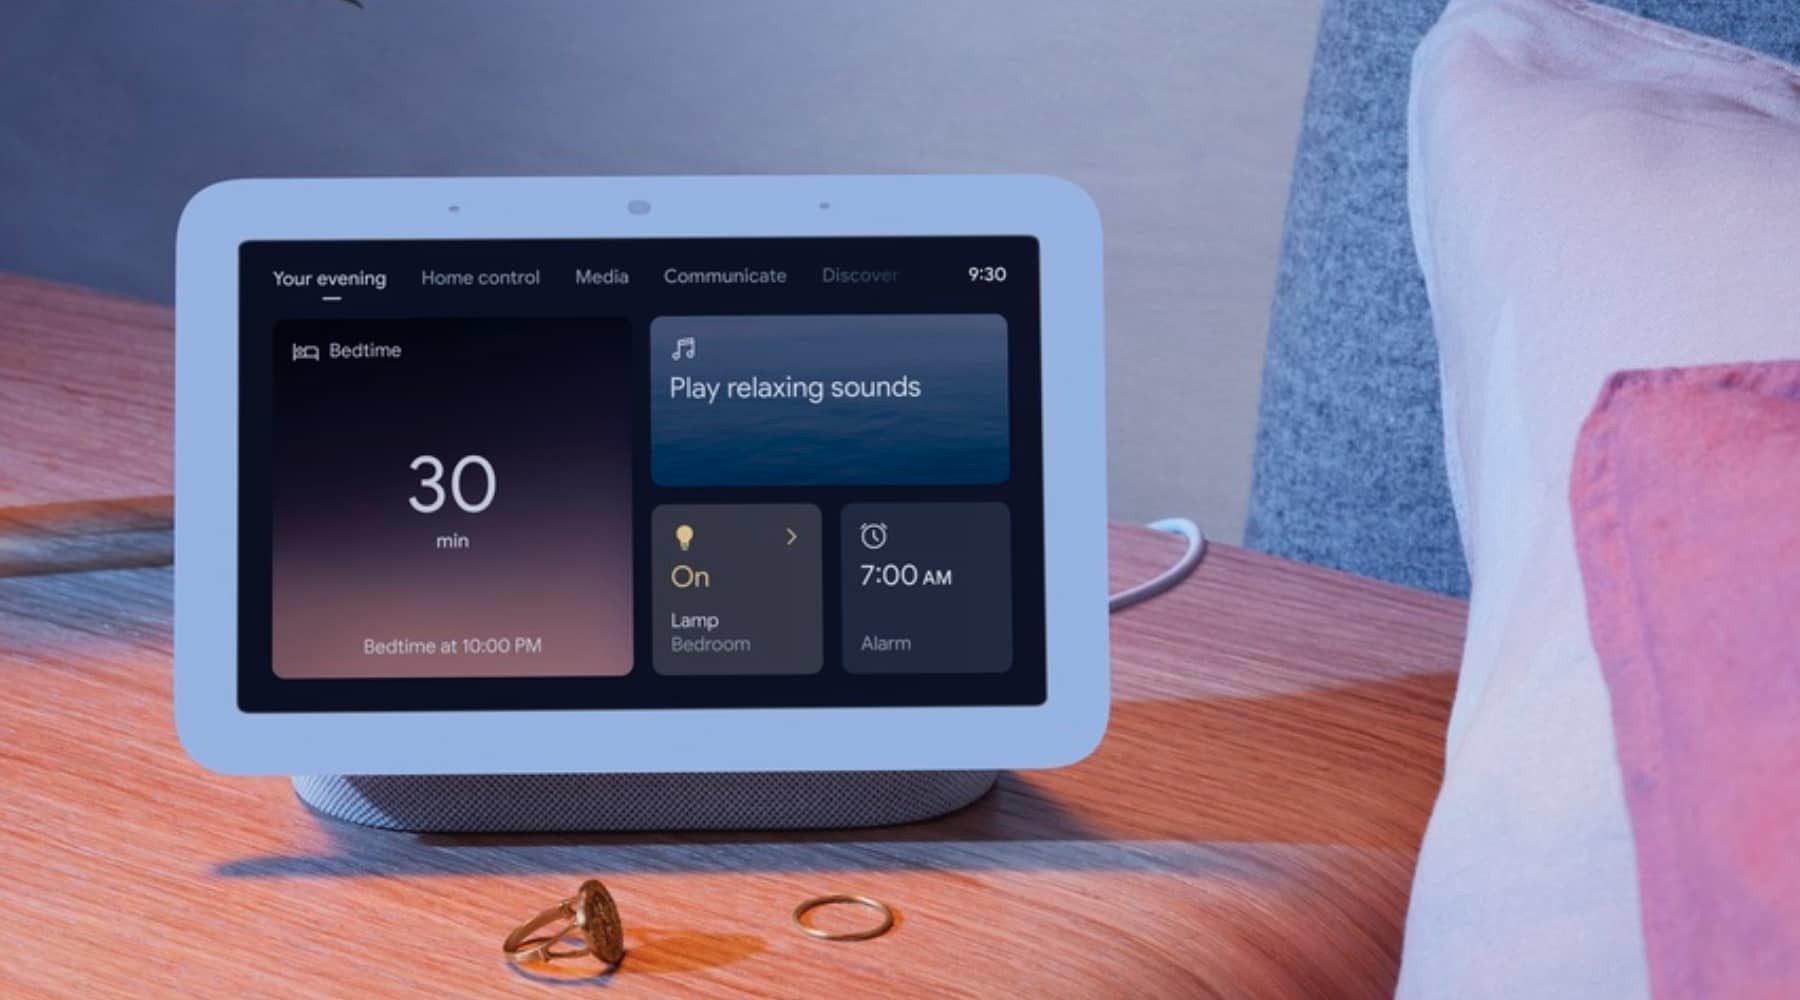 Your evening Home control Media Communicate Discover 9:30
Bedtime
30
min
Bedtime at 10:00 PM
Play relaxing sounds
On
Lamp
Bedroom
7:00 AM
Alarm